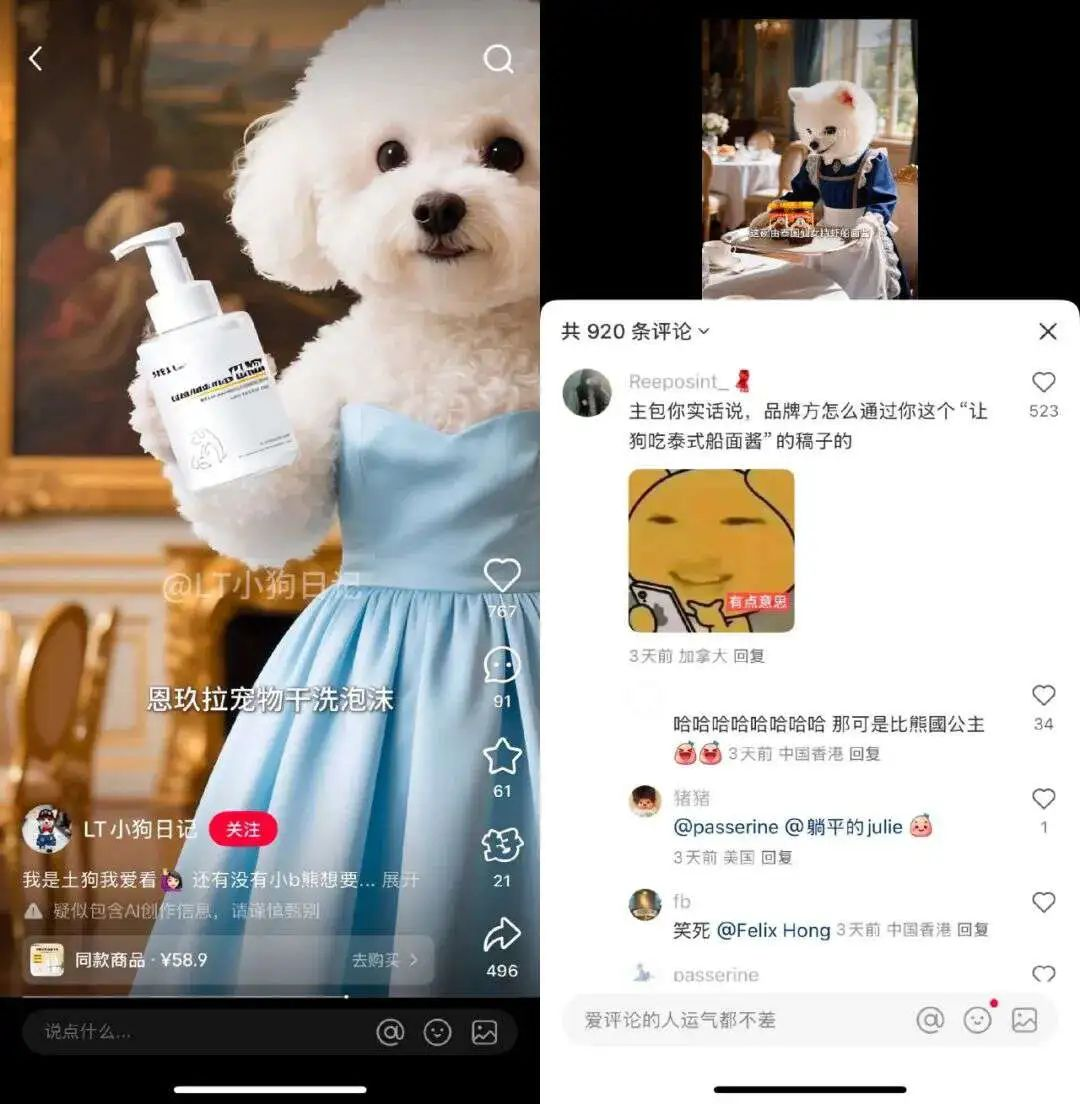 @LT小狗日记
767
91
恩玖拉宠物干洗泡沫
61
LT小狗日记
关注
21
我是土狗我爱看🙋🏻‍♀️ 还有没有小b熊想要... 展开
疑似包含AI创作信息，请谨慎甄别
同款商品 · ¥58.9
去购买
496
说点什么...
共 920 条评论
Reeposint_
523
主包你实话说，品牌方怎么通过你这个“让
狗吃泰式船面酱”的稿子的
有点意思
3天前 加拿大 回复
哈哈哈哈哈哈哈哈 那可是比熊國公主
34
3天前 中国香港 回复
猪猪
@passerine @躺平的julie
1
3天前 美国 回复
fb
笑死 @Felix Hong 3天前 中国香港 回复
passerine
爱评论的人运气都不差